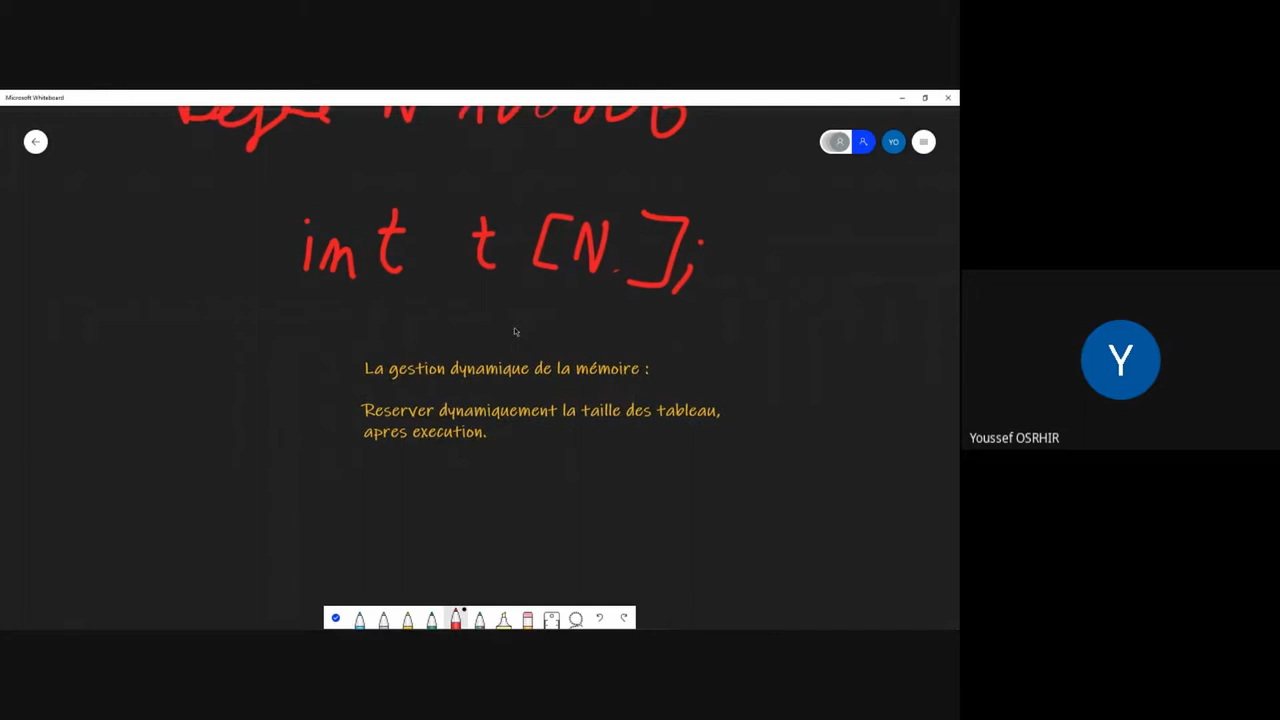 Microsoft Whiteboard
YO
int t [N.];
La gestion dynamique de la mémoire :
Reserver dynamiquement la taille des tableau,
apres execution.
Y
Youssef OSRHIR